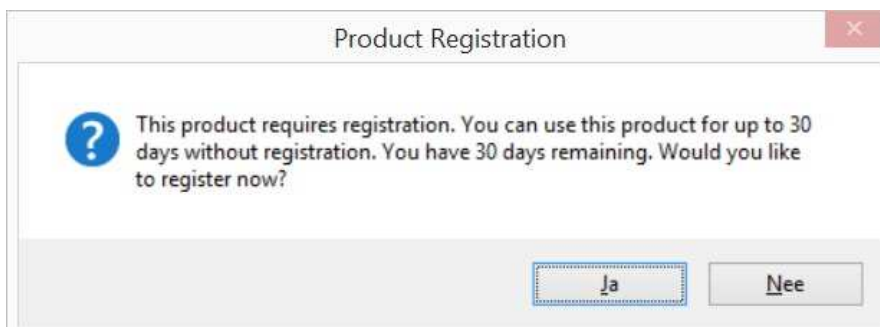 Product Registration
This product requires registration. You can use this product for up to 30
days without registration. You have 30 days remaining. Would you like
to register now?
Ja
Nee